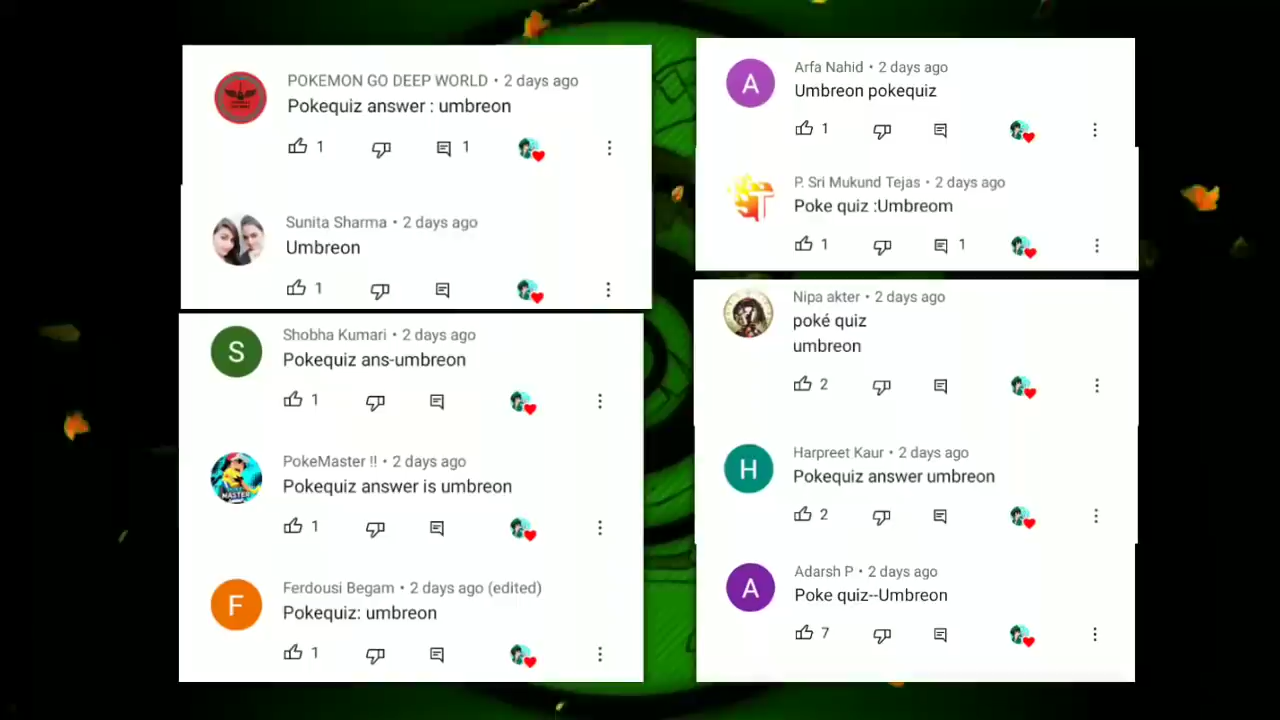 POKEMON GO DEEP WORLD • 2 days ago
Pokequiz answer : umbreon
1
1
Sunita Sharma • 2 days ago
Umbreon
1
S
Shobha Kumari • 2 days ago
Pokequiz ans-umbreon
1
PokeMaster !! • 2 days ago
Pokequiz answer is umbreon
MASTER
1
F
Ferdousi Begam • 2 days ago (edited)
Pokequiz: umbreon
1
A
Arfa Nahid • 2 days ago
Umbreon pokequiz
1
T
P. Sri Mukund Tejas • 2 days ago
Poke quiz :Umbreom
1
1
Nipa akter • 2 days ago
poké quiz
umbreon
2
H
Harpreet Kaur • 2 days ago
Pokequiz answer umbreon
2
A
Adarsh P • 2 days ago
Poke quiz--Umbreon
7